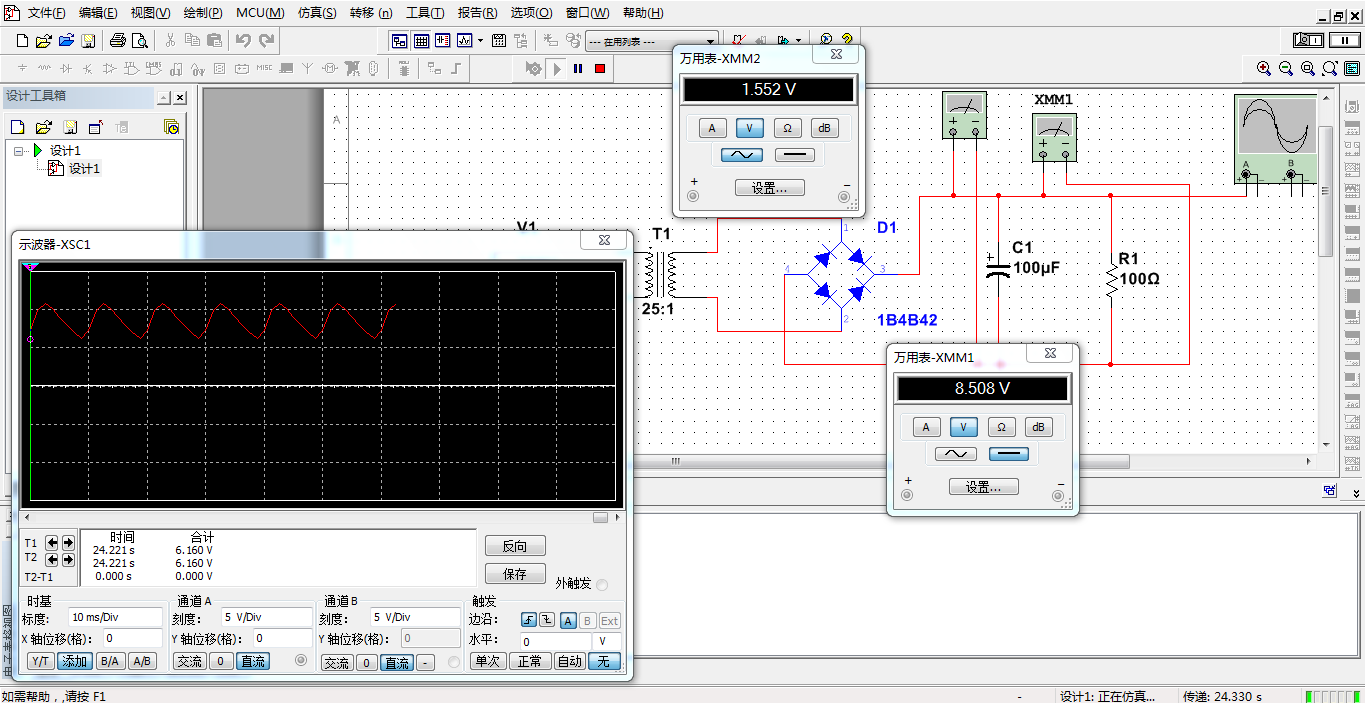 文件(F) 编辑(E) 视图(V) 绘制(P) MCU(M) 仿真(S) 转移 (n) 工具(T) 报告(R) 选项(O) 窗口(W) 帮助(H)
--- 在用列表 ---
MISC
设计工具箱
设计1
设计1
A
万用表-XMM2
1.552 V
A V Ω dB
+
设置...
−
XMM1
+ −
+ −
A B
V1
T1
25:1
D1
1
4 3
2
1B4B42
C1
+
100µF
R1
100Ω
示波器-XSC1
万用表-XMM1
8.508 V
A V Ω dB
+
设置...
−
时间 合计
T1 24.221 s 6.160 V
T2 24.221 s 6.160 V
T2-T1 0.000 s 0.000 V
反向
保存
外触发
时基
标度: 10 ms/Div
X 轴位移(格): 0
Y/T 添加 B/A A/B
通道 A
刻度: 5 V/Div
Y 轴位移(格): 0
交流 0 直流
通道 B
刻度: 5 V/Div
Y 轴位移(格): 0
交流 0 直流 -
触发
边沿: A B Ext
水平: 0 V
单次 正常 自动 无
如需帮助,,请按 F1
- 设计1: 正在仿真... 传递: 24.330 s